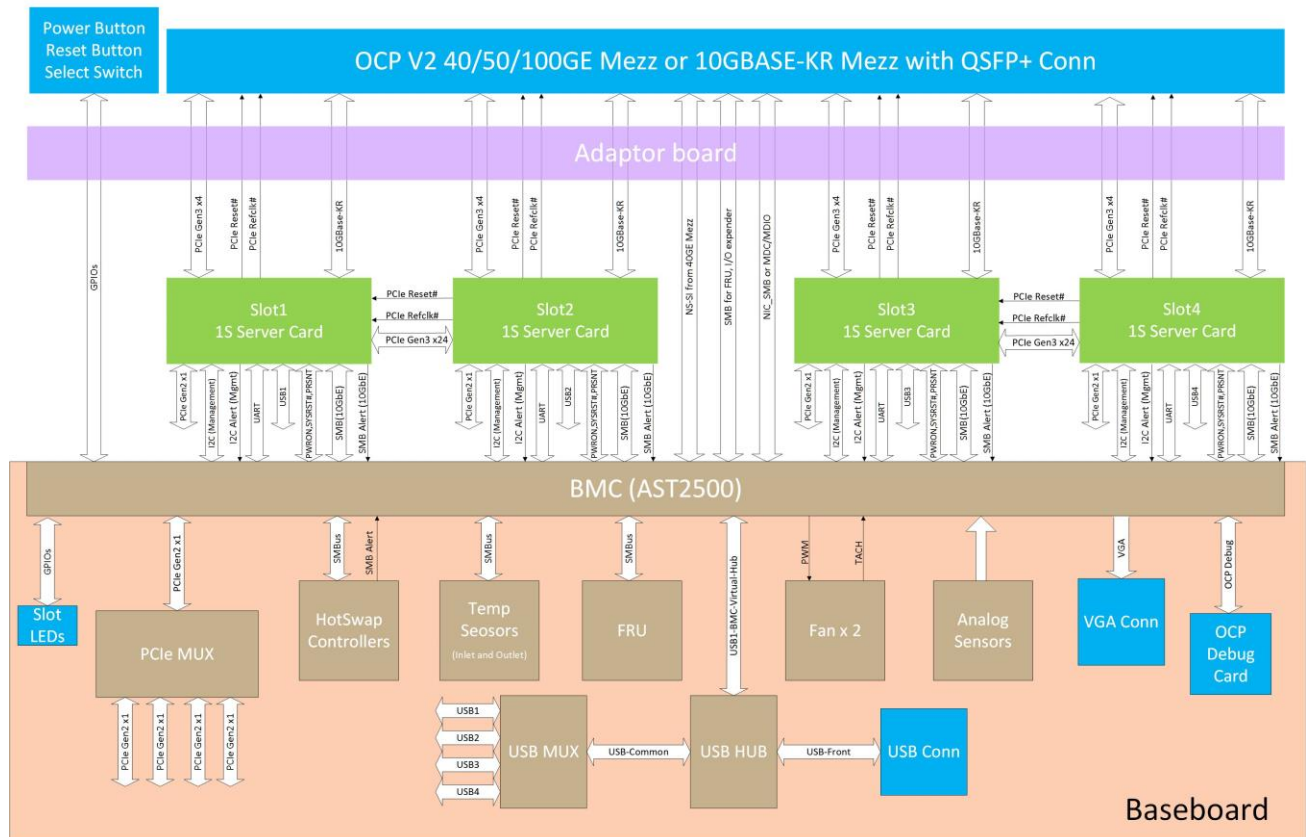 Power Button
Reset Button
Select Switch
OCP V2 40/50/100GE Mezz or 10GBASE-KR Mezz with QSFP+ Conn
Adaptor board
GPIOs
PCIe Gen3 x4
PCIe Reset#
PCIe Refclk#
10GBase-KR
PCIe Gen3 x4
PCIe Reset#
PCIe Refclk#
10GBase-KR
NS-SI from 40GE Mezz
SMB for FRU, I/O expender
NIC_SMB or MDC/MDIO
PCIe Gen3 x4
PCIe Reset#
PCIe Refclk#
10GBase-KR
PCIe Gen3 x4
PCIe Reset#
PCIe Refclk#
10GBase-KR
Slot1
1S Server Card
PCIe Reset#
PCIe Refclk#
PCIe Gen3 x24
Slot2
1S Server Card
Slot3
1S Server Card
PCIe Reset#
PCIe Refclk#
PCIe Gen3 x24
Slot4
1S Server Card
PCIe Gen2 x1
I2C (Management)
I2C Alert (Mgmt)
UART
USB1
PWRON,SYSRST#,PRSNT
SMB(10GbE)
SMB Alert (10GbE)
PCIe Gen2 x1
I2C (Management)
I2C Alert (Mgmt)
UART
USB2
PWRON,SYSRST#,PRSNT
SMB(10GbE)
SMB Alert (10GbE)
PCIe Gen2 x1
I2C (Management)
I2C Alert (Mgmt)
UART
USB3
PWRON,SYSRST#,PRSNT
SMB(10GbE)
SMB Alert (10GbE)
PCIe Gen2 x1
I2C (Management)
I2C Alert (Mgmt)
UART
USB4
PWRON,SYSRST#,PRSNT
SMB(10GbE)
SMB Alert (10GbE)
BMC (AST2500)
GPIOs
PCIe Gen2 x1
SMBus
SMB Alert
SMBus
SMBus
USB1-BMC-Virtual-Hub
PWM
TACH
VGA
OCP Debug
Slot
LEDs
PCIe MUX
HotSwap
Controllers
Temp
Seosors
(Inlet and Outlet)
FRU
Fan x 2
Analog
Sensors
VGA Conn
OCP
Debug
Card
PCIe Gen2 x1
PCIe Gen2 x1
PCIe Gen2 x1
PCIe Gen2 x1
USB1
USB2
USB3
USB4
USB MUX
USB-Common
USB HUB
USB-Front
USB Conn
Baseboard